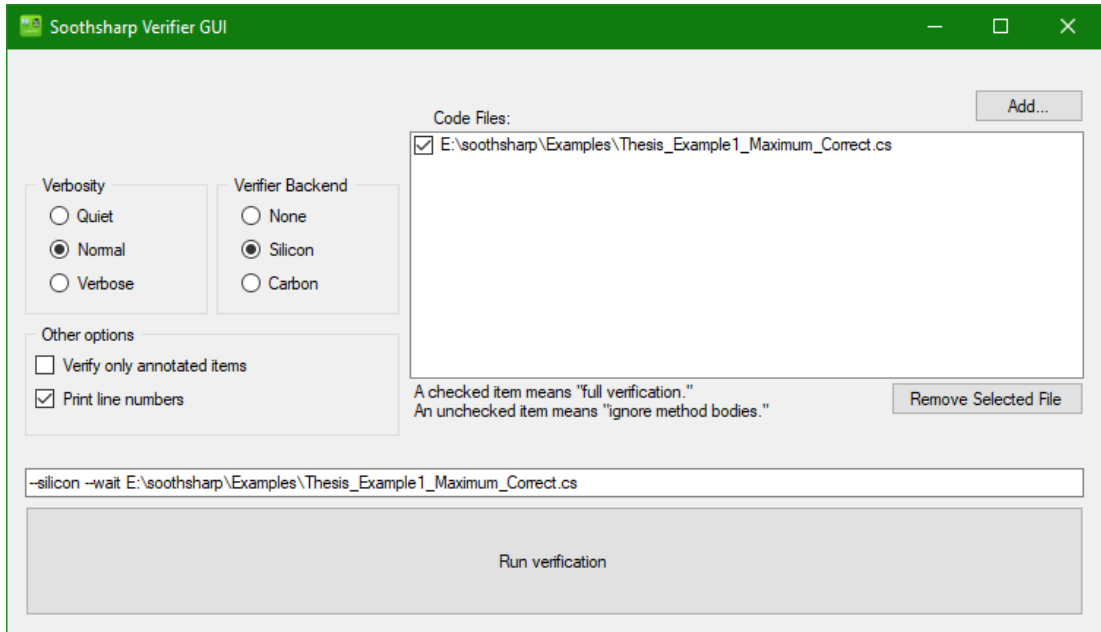 Soothsharp Verifier GUI
Add...
Code Files:
E:\soothsharp\Examples\Thesis_Example1_Maximum_Correct.cs
Verbosity
Quiet
Normal
Verbose
Verifier Backend
None
Silicon
Carbon
Other options
Verify only annotated items
Print line numbers
A checked item means "full verification."
An unchecked item means "ignore method bodies."
Remove Selected File
--silicon --wait E:\soothsharp\Examples\Thesis_Example1_Maximum_Correct.cs
Run verification